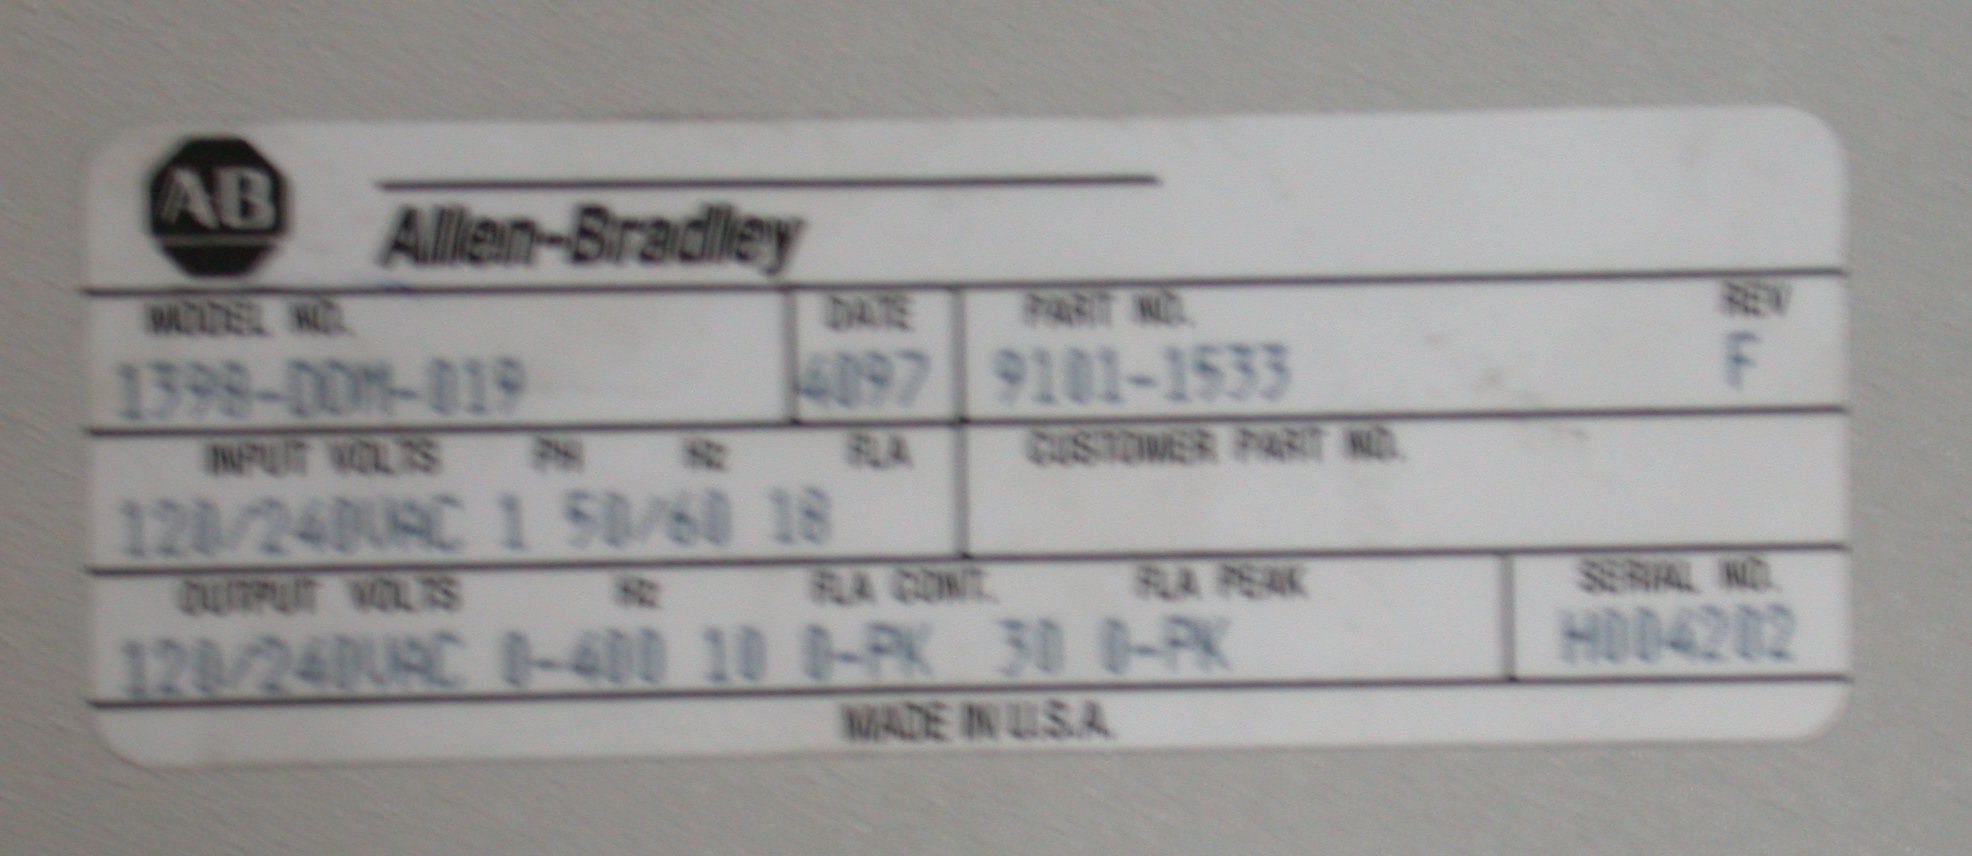 AB
Allen-Bradley
MODEL NO. DATE PART NO. REV
1398-DDM-019 4097 9101-1533 F
INPUT VOLTS PH Hz FLA CUSTOMER PART NO.
120/240VAC 1 50/60 18
OUTPUT VOLTS Hz FLA CONT. FLA PEAK SERIAL NO.
120/240VAC 0-400 10 0-PK 30 0-PK H004202
MADE IN U.S.A.